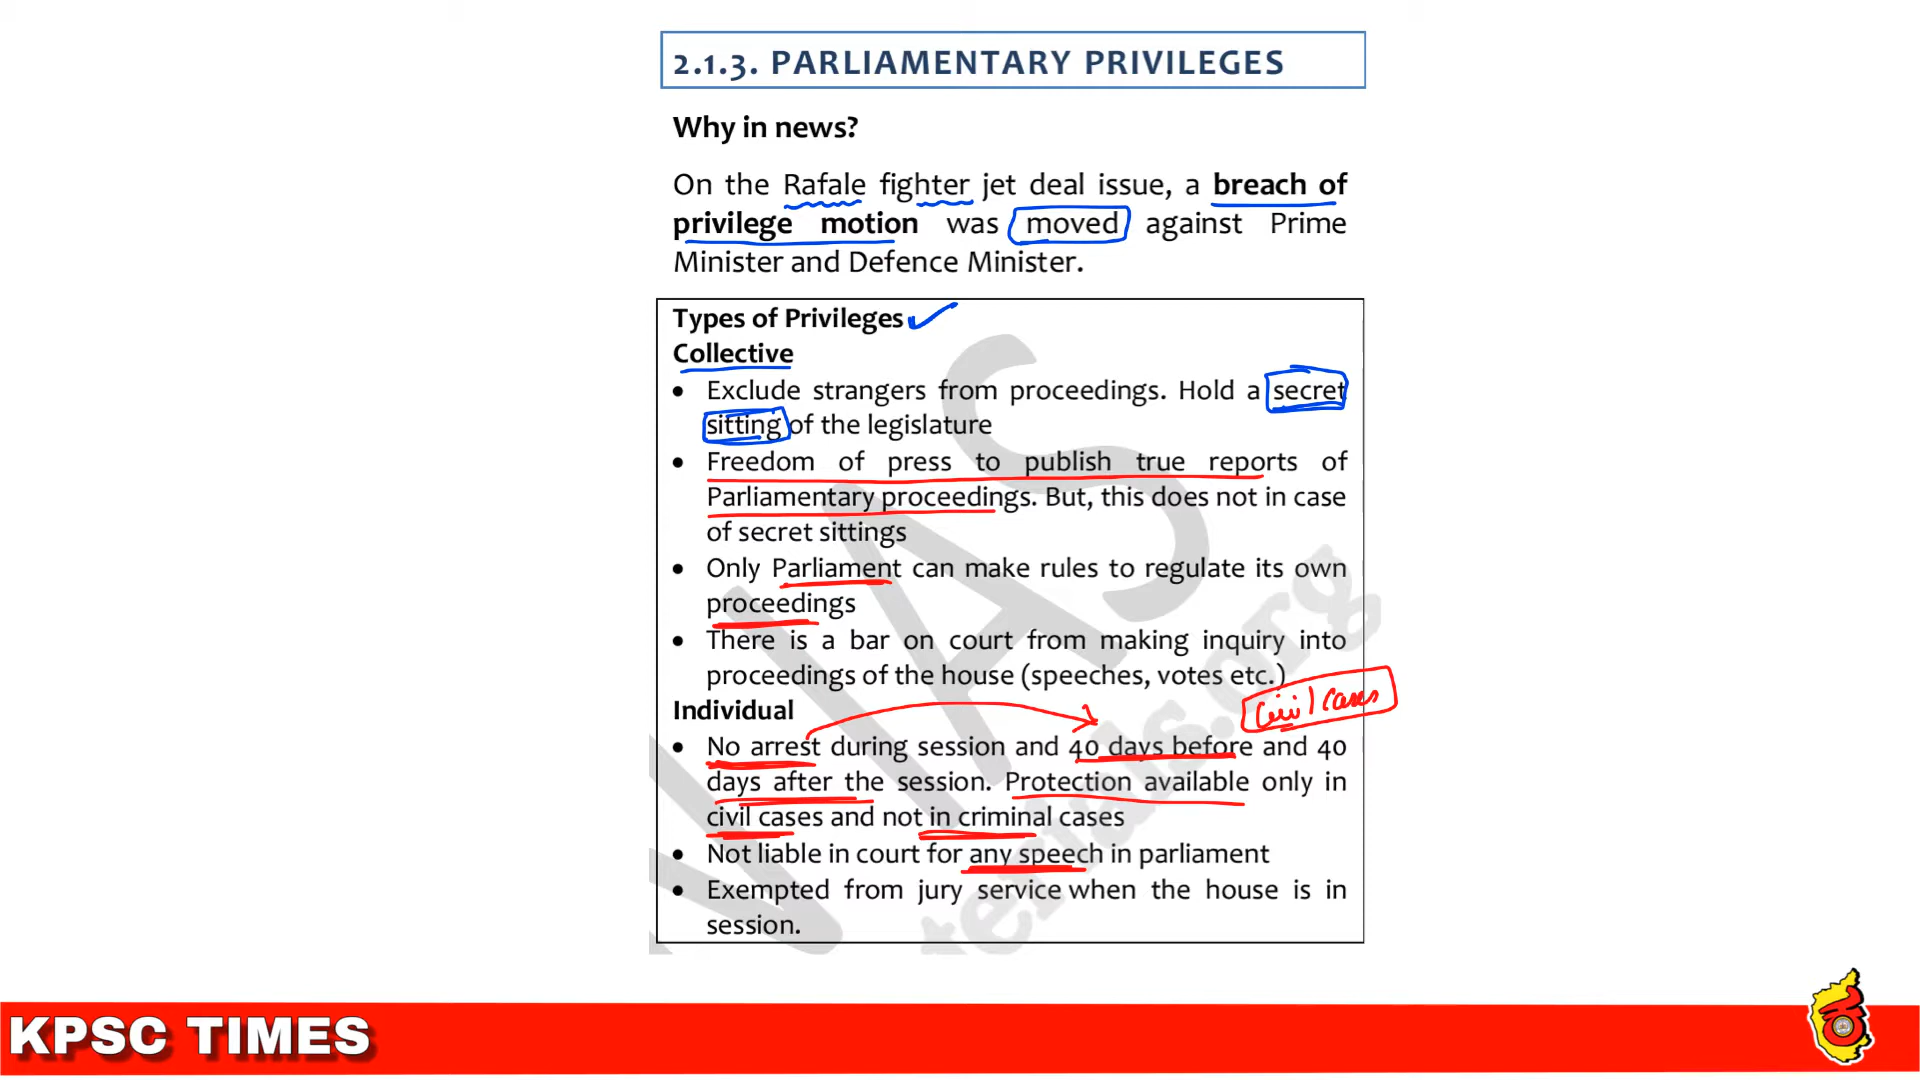 2.1.3. PARLIAMENTARY PRIVILEGES
Why in news?
On the Rafale fighter jet deal issue, a breach of
privilege motion was moved against Prime
Minister and Defence Minister.
Types of Privileges
Collective
• Exclude strangers from proceedings. Hold a secret
sitting of the legislature
• Freedom of press to publish true reports of
Parliamentary proceedings. But, this does not in case
of secret sittings
• Only Parliament can make rules to regulate its own
proceedings
• There is a bar on court from making inquiry into
proceedings of the house (speeches, votes etc.)
civil cases
Individual
• No arrest during session and 40 days before and 40
days after the session. Protection available only in
civil cases and not in criminal cases
• Not liable in court for any speech in parliament
• Exempted from jury service when the house is in
session.
KPSC TIMES